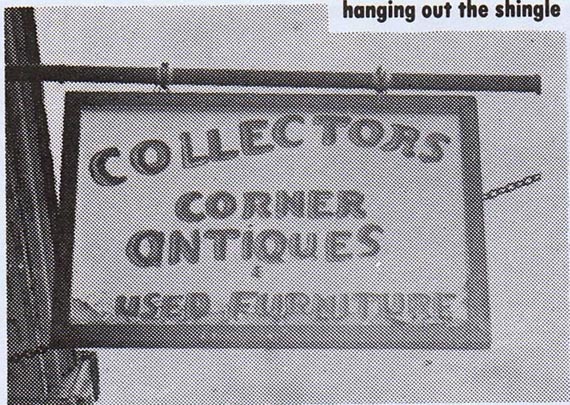 hanging out the shingle
COLLECTORS
CORNER
ANTIQUES
&
USED FURNITURE